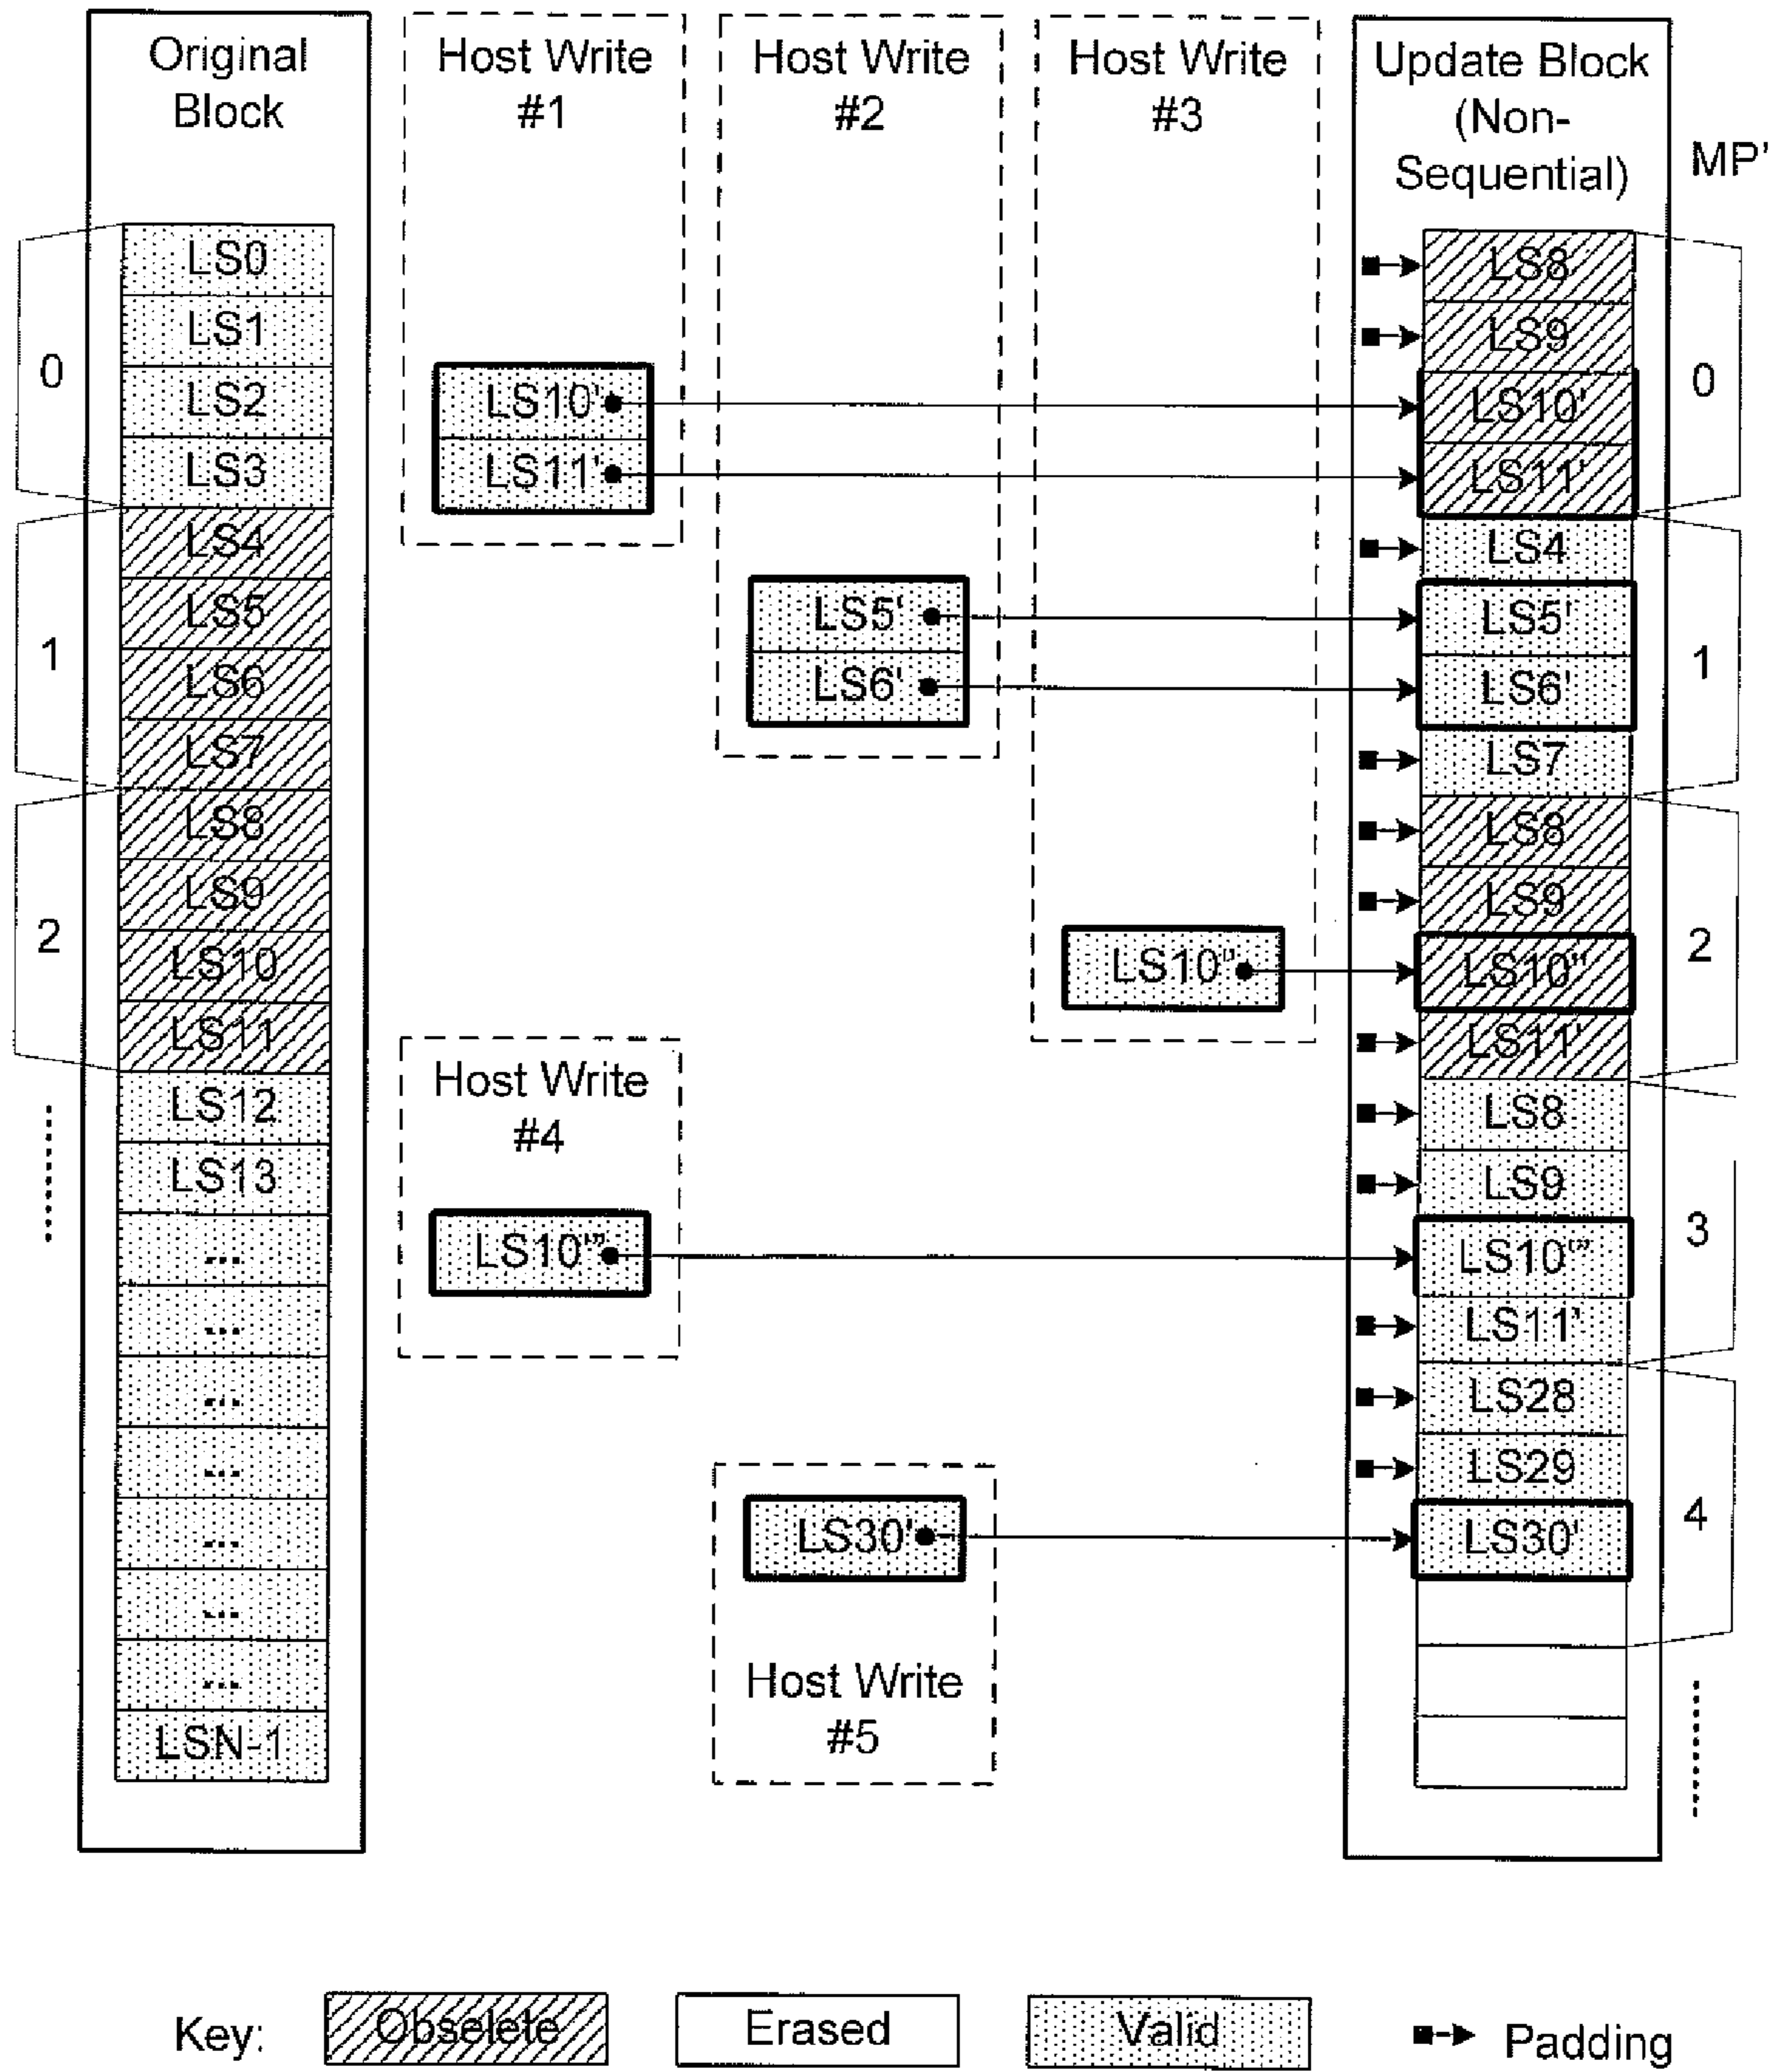 Original
Block
0
1
2
LS0
LS1
LS2
LS3
LS4
LS5
LS6
LS7
LS8
LS9
LS10
LS11
LS12
LS13
...
...
...
...
...
...
...
LSN-1
Host Write
#1
LS10'
LS11'
Host Write
#2
LS5'
LS6'
Host Write
#3
LS10"
Host Write
#4
LS10'"
LS30'
Host Write
#5
Update Block
(Non-
Sequential)
MP'
LS8
LS9
LS10'
LS11'
LS4
LS5'
LS6'
LS7
LS8
LS9
LS10"
LS11'
LS8
LS9
LS10'"
LS11'
LS28
LS29
LS30'
0
1
2
3
4
Key:
Obselete
Erased
Valid
Padding